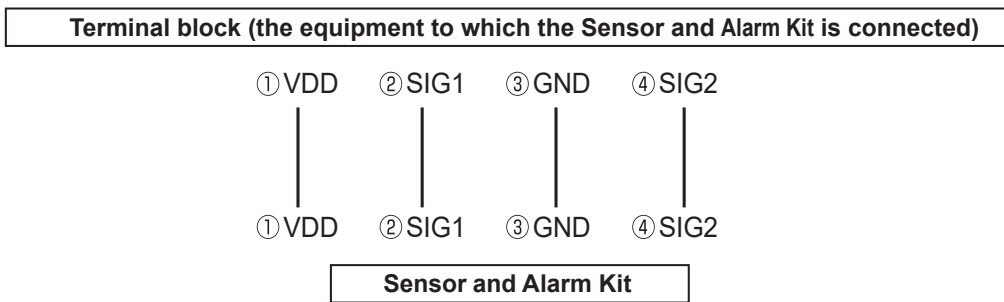 Terminal block (the equipment to which the Sensor and Alarm Kit is connected)
①VDD ②SIG1 ③GND ④SIG2
①VDD ②SIG1 ③GND ④SIG2
Sensor and Alarm Kit